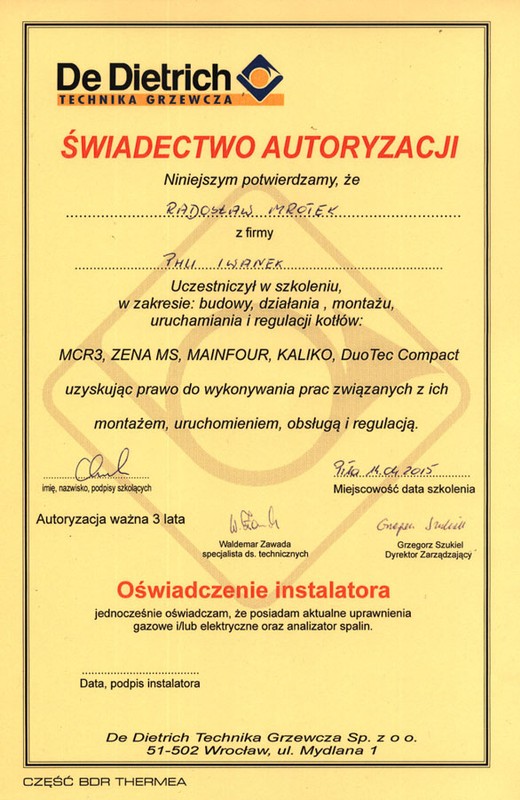 De Dietrich
TECHNIKA GRZEWCZA
ŚWIADECTWO AUTORYZACJI
Niniejszym potwierdzamy, że
RADOSŁAW MROTEK
z firmy
PHU IWANEK
Uczestniczył w szkoleniu,
w zakresie: budowy, działania , montażu,
uruchamiania i regulacji kotłów:
MCR3, ZENA MS, MAINFOUR, KALIKO, DuoTec Compact
uzyskując prawo do wykonywania prac związanych z ich
montażem, uruchomieniem, obsługą i regulacją.
Piła 14.04.2015
imię, nazwisko, podpisy szkolących
Miejscowość data szkolenia
Autoryzacja ważna 3 lata
Grzegorz Szukiel
Waldemar Zawada
specjalista ds. technicznych
Grzegorz Szukiel
Dyrektor Zarządzający
Oświadczenie instalatora
jednocześnie oświadczam, że posiadam aktualne uprawnienia
gazowe i/lub elektryczne oraz analizator spalin.
Data, podpis instalatora
De Dietrich Technika Grzewcza Sp. z o o.
51-502 Wrocław, ul. Mydlana 1
CZĘŚĆ BDR THERMEA